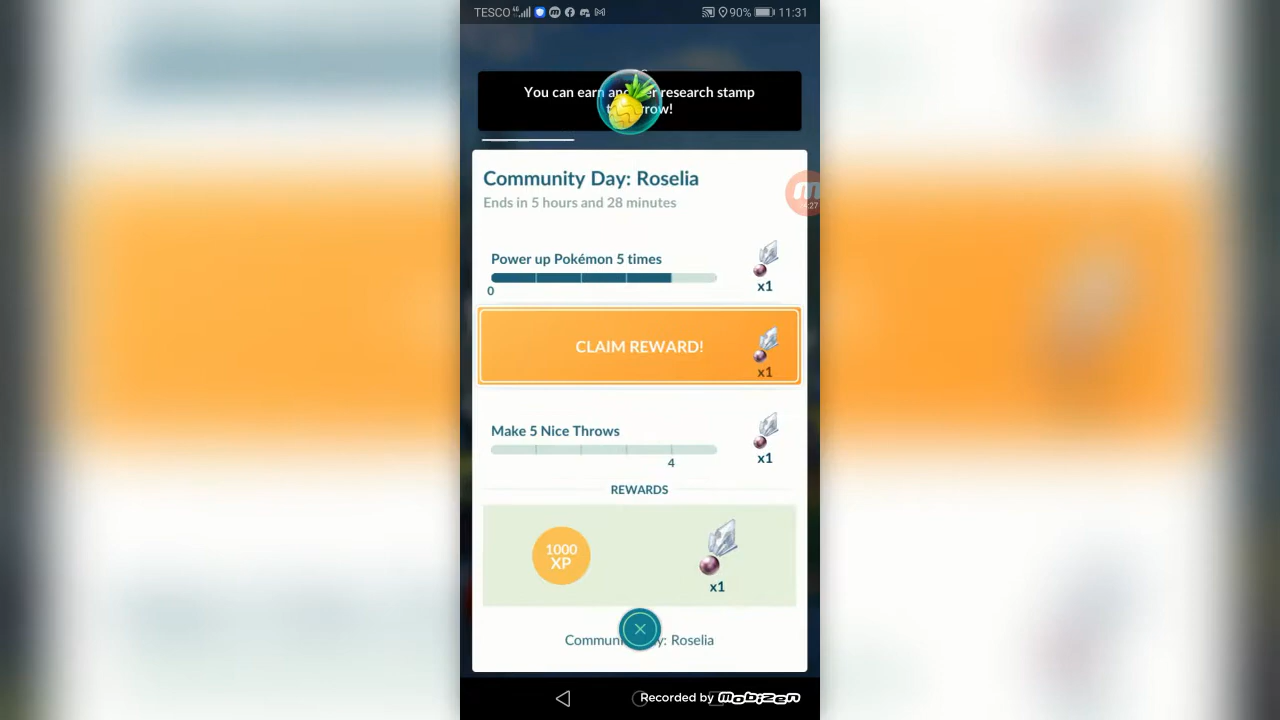 TESCO 90% 11:31
You can earn research stamp
Community Day: Roselia
Ends in 5 hours and 28 minutes
Power up Pokémon 5 times
0
x1
CLAIM REWARD!
x1
Make 5 Nice Throws
4
x1
REWARDS
1000
XP
x1
Roselia
Recorded by mobizen